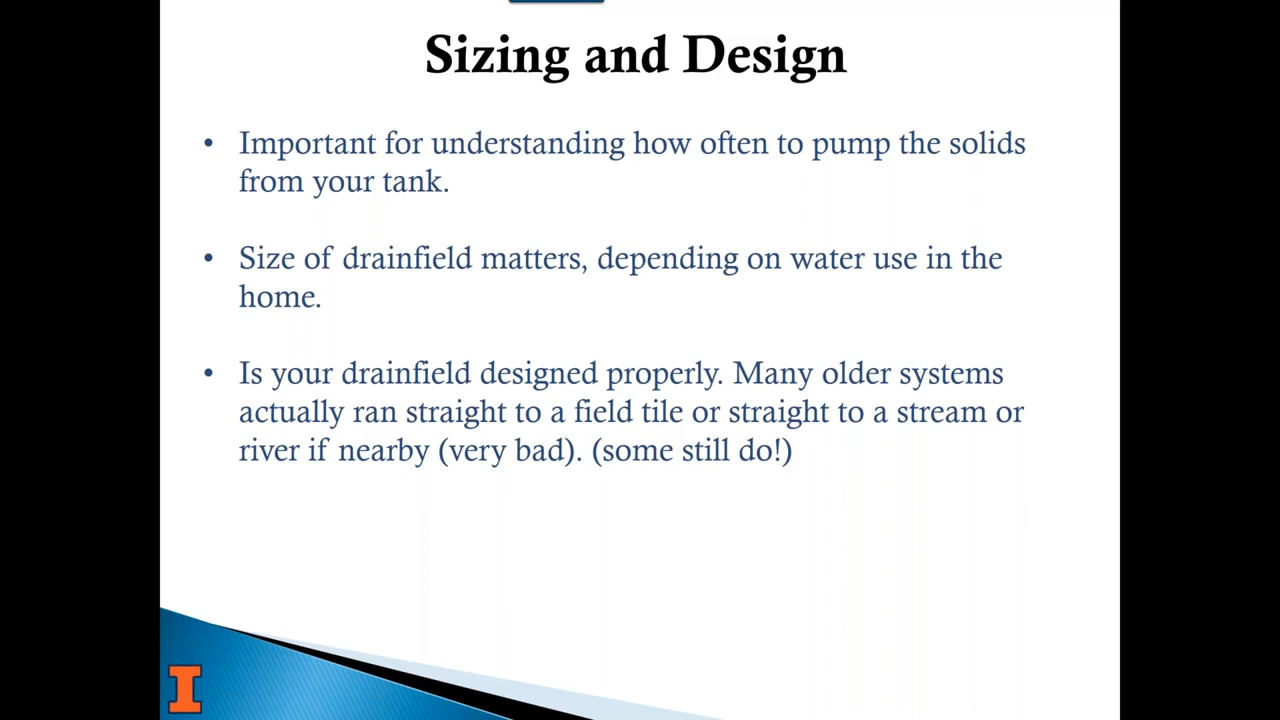 Sizing and Design
• Important for understanding how often to pump the solids
from your tank.
• Size of drainfield matters, depending on water use in the
home.
• Is your drainfield designed properly. Many older systems
actually ran straight to a field tile or straight to a stream or
river if nearby (very bad). (some still do!)
I